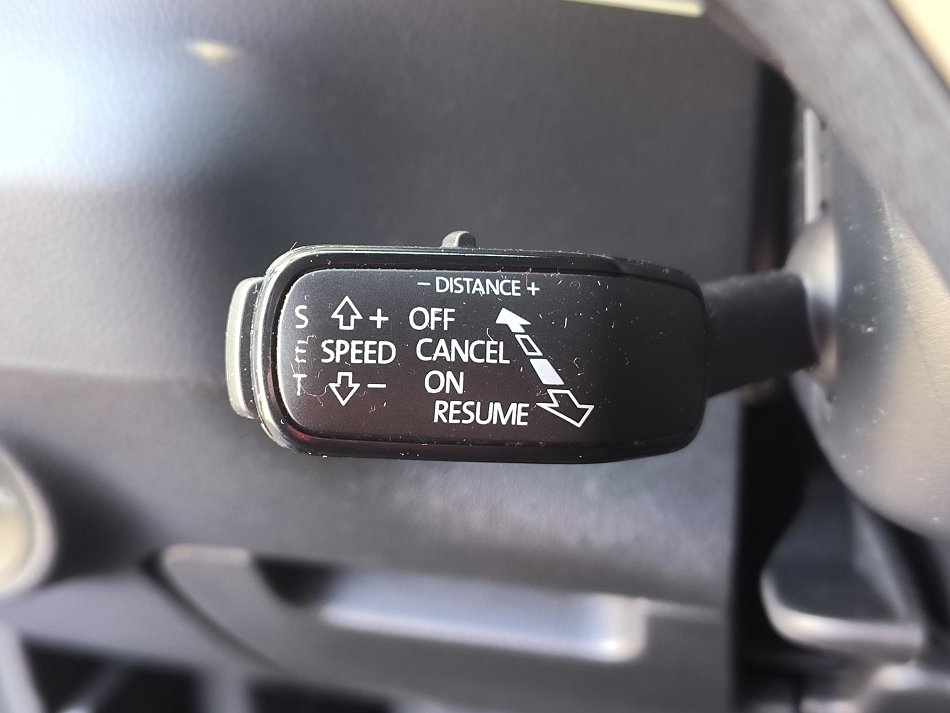 − DISTANCE +
S + OFF
E SPEED CANCEL
T − ON
RESUME